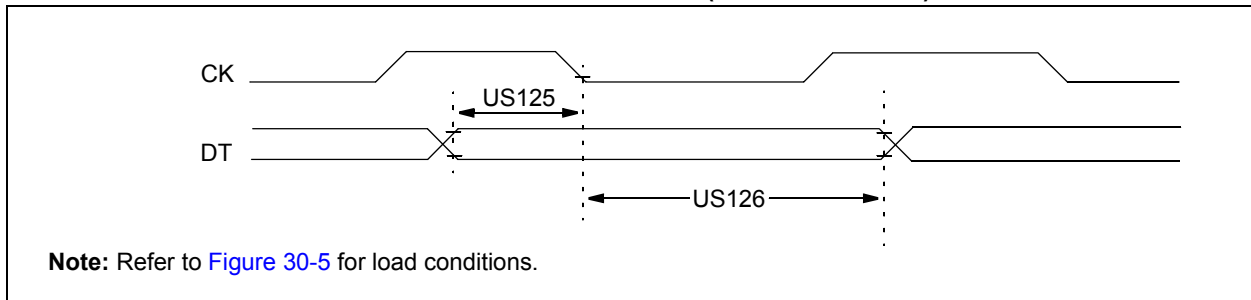 CK
US125
DT
US126
Note: Refer to Figure 30-5 for load conditions.